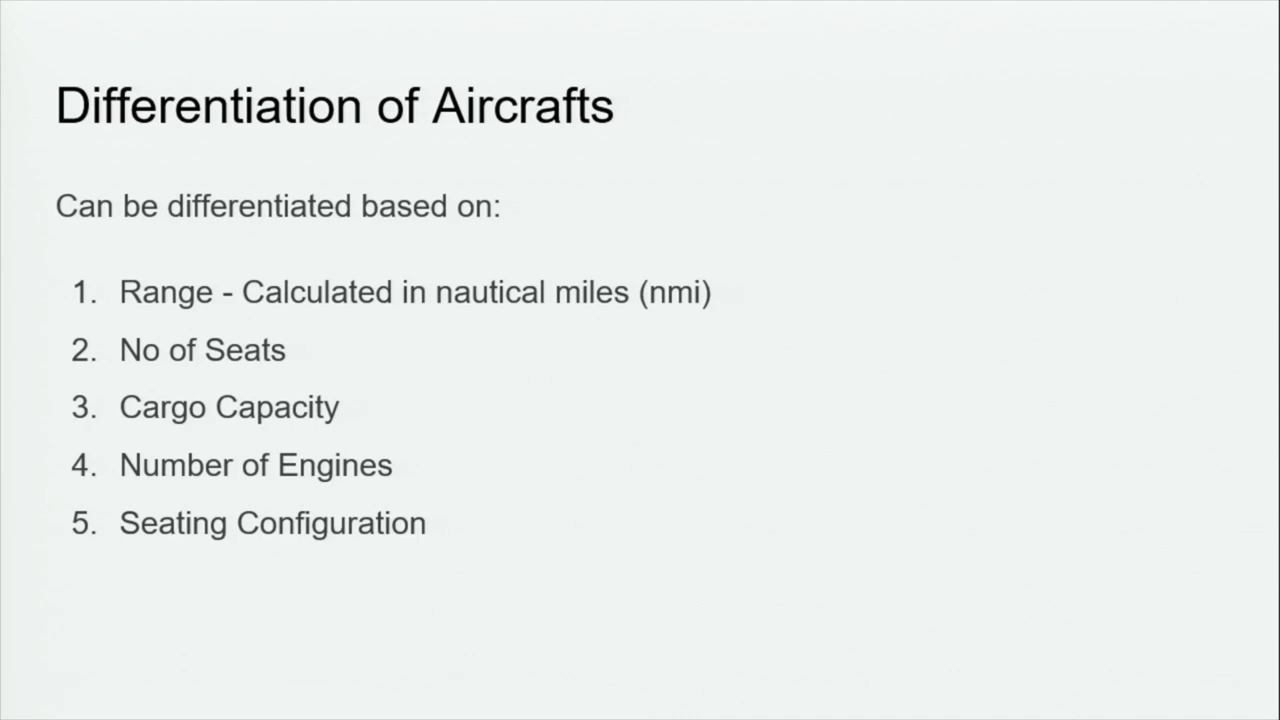 Differentiation of Aircrafts
Can be differentiated based on:
1. Range - Calculated in nautical miles (nmi)
2. No of Seats
3. Cargo Capacity
4. Number of Engines
5. Seating Configuration